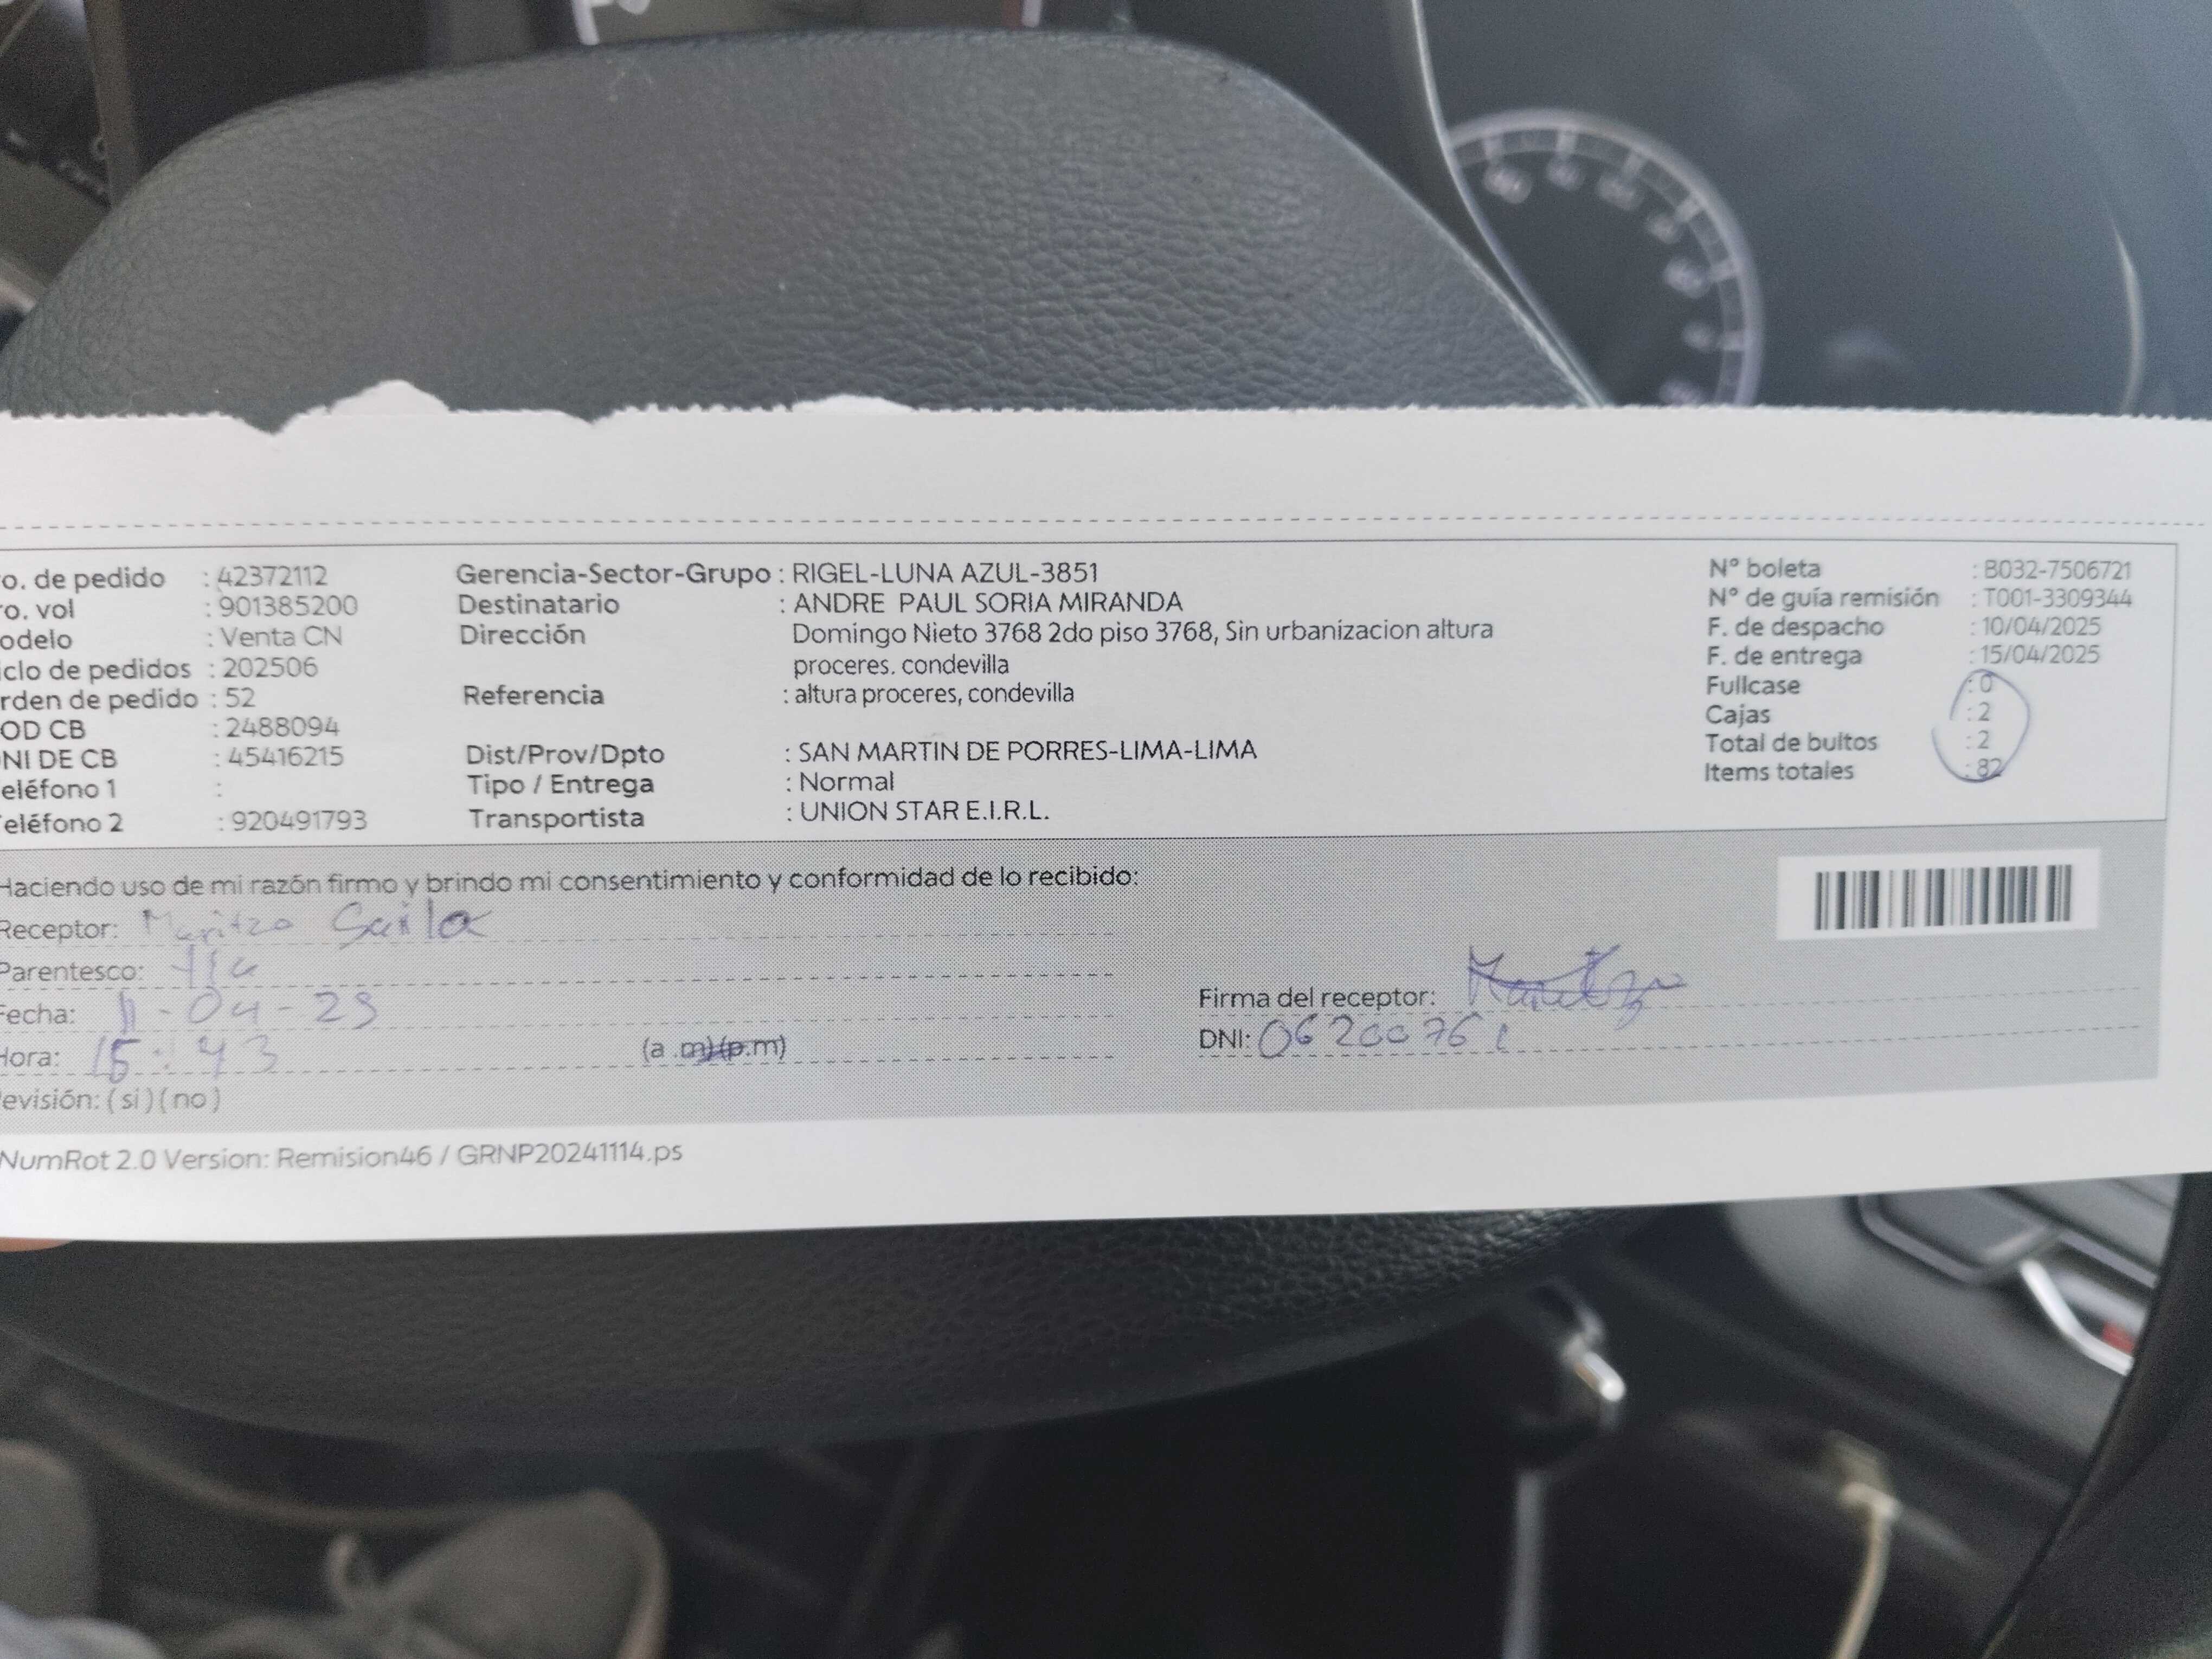 o. de pedido : 42372112
o. vol : 901385200
odelo : Venta CN
iclo de pedidos : 202506
rden de pedido : 52
OD CB : 2488094
NI DE CB : 45416215
eléfono 1 :
eléfono 2 : 920491793
Gerencia-Sector-Grupo : RIGEL-LUNA AZUL-3851
Destinatario : ANDRE PAUL SORIA MIRANDA
Dirección Domingo Nieto 3768 2do piso 3768, Sin urbanizacion altura
proceres. condevilla
Referencia : altura proceres, condevilla
Dist/Prov/Dpto : SAN MARTIN DE PORRES-LIMA-LIMA
Tipo / Entrega : Normal
Transportista : UNION STAR E.I.R.L.
N° boleta : B032-7506721
N° de guía remisión : T001-3309344
F. de despacho : 10/04/2025
F. de entrega : 15/04/2025
Fullcase : 0
Cajas : 2
Total de bultos : 2
Items totales : 82
Haciendo uso de mi razón firmo y brindo mi consentimiento y conformidad de lo recibido:
Receptor: Maritza
Parentesco:
Fecha: 11-04-25
Hora: 15:43 (a .m)(p.m)
evisión: (si)(no)
Firma del receptor: Maritza
DNI: 06200761
NumRot 2.0 Version: Remision46 / GRNP20241114.ps